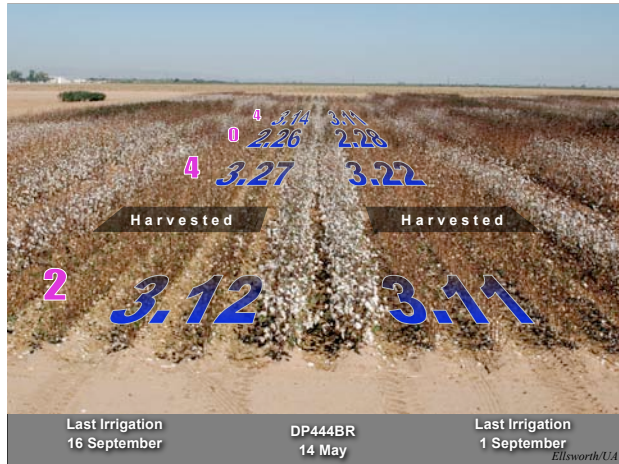 4 3.14 3.11
0 2.26 2.28
4 3.27 3.22
Harvested Harvested
2 3.12 3.11
Last Irrigation
16 September
DP444BR
14 May
Last Irrigation
1 September
Ellsworth/UA